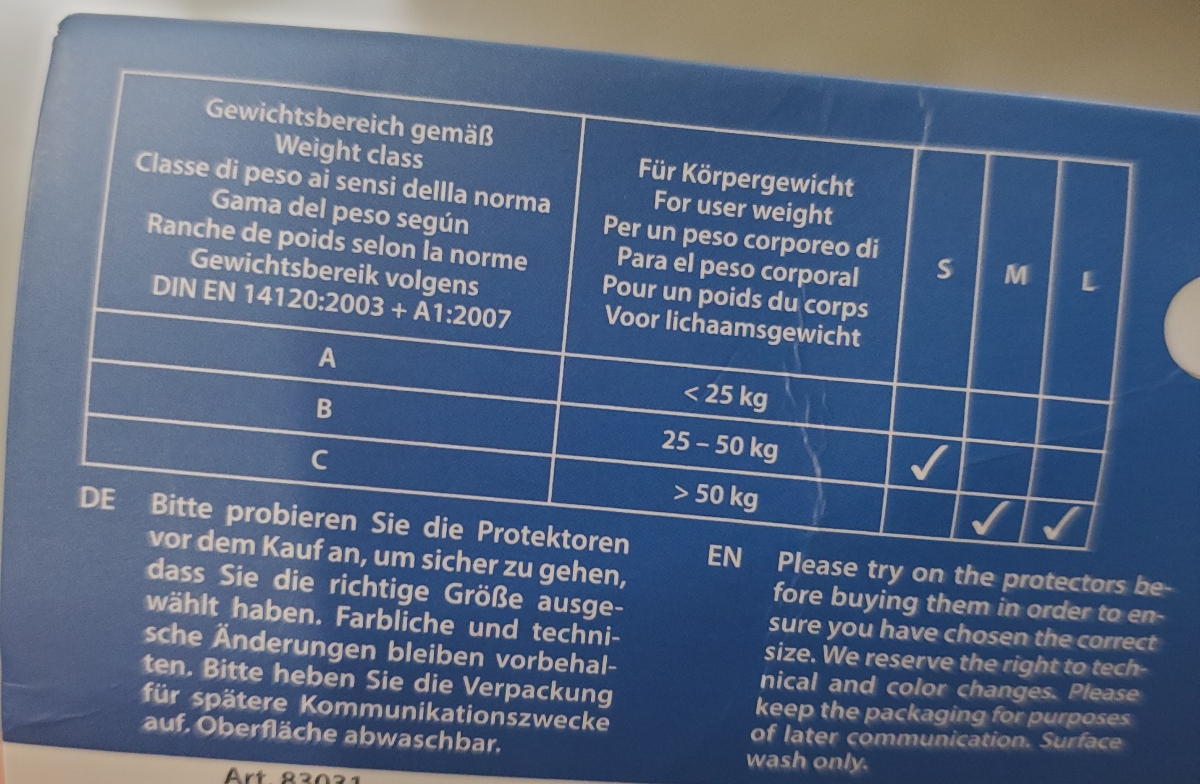 Gewichtsbereich gemäß
Weight class
Classe di peso ai sensi dellla norma
Gama del peso según
Ranche de poids selon la norme
Gewichtsbereik volgens
DIN EN 14120:2003 + A1:2007
Für Körpergewicht
For user weight
Per un peso corporeo di
Para el peso corporal
Pour un poids du corps
Voor lichaamsgewicht
S M L
A < 25 kg
B 25 – 50 kg ✓
C > 50 kg ✓ ✓
DE Bitte probieren Sie die Protektoren
vor dem Kauf an, um sicher zu gehen,
dass Sie die richtige Größe ausge-
wählt haben. Farbliche und techni-
sche Änderungen bleiben vorbehal-
ten. Bitte heben Sie die Verpackung
für spätere Kommunikationszwecke
auf. Oberfläche abwaschbar.
EN Please try on the protectors be-
fore buying them in order to en-
sure you have chosen the correct
size. We reserve the right to tech-
nical and color changes. Please
keep the packaging for purposes
of later communication. Surface
wash only.
Art. 83031